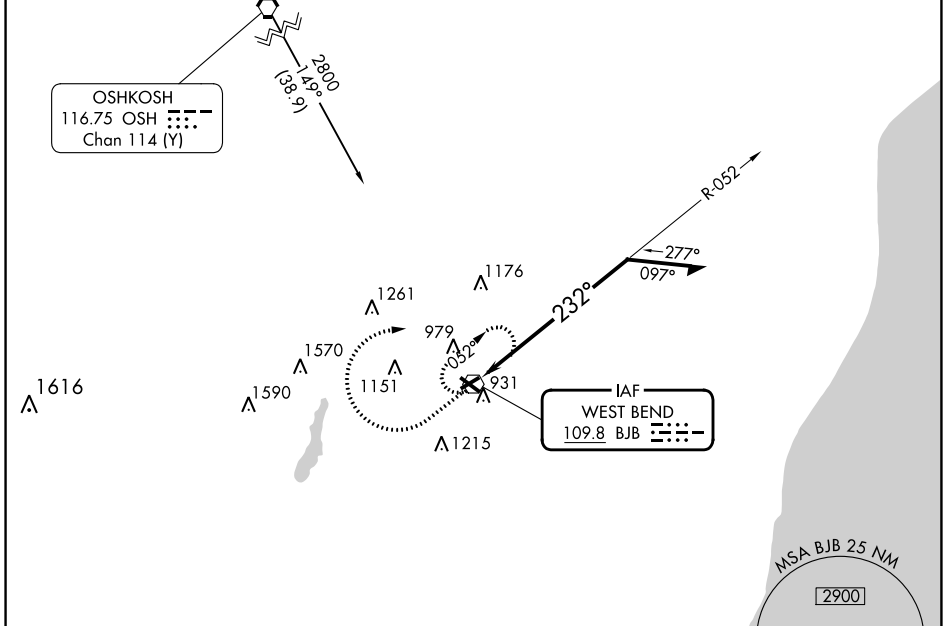 OSHKOSH
116.75 OSH
Chan 114 (Y)
2800
149°
(38.9)
R-052
277°
097°
232°
1176
1261
979
052°
1570
1151
931
1616
1590
IAF
WEST BEND
109.8 BJB
1215
MSA BJB 25 NM
2900